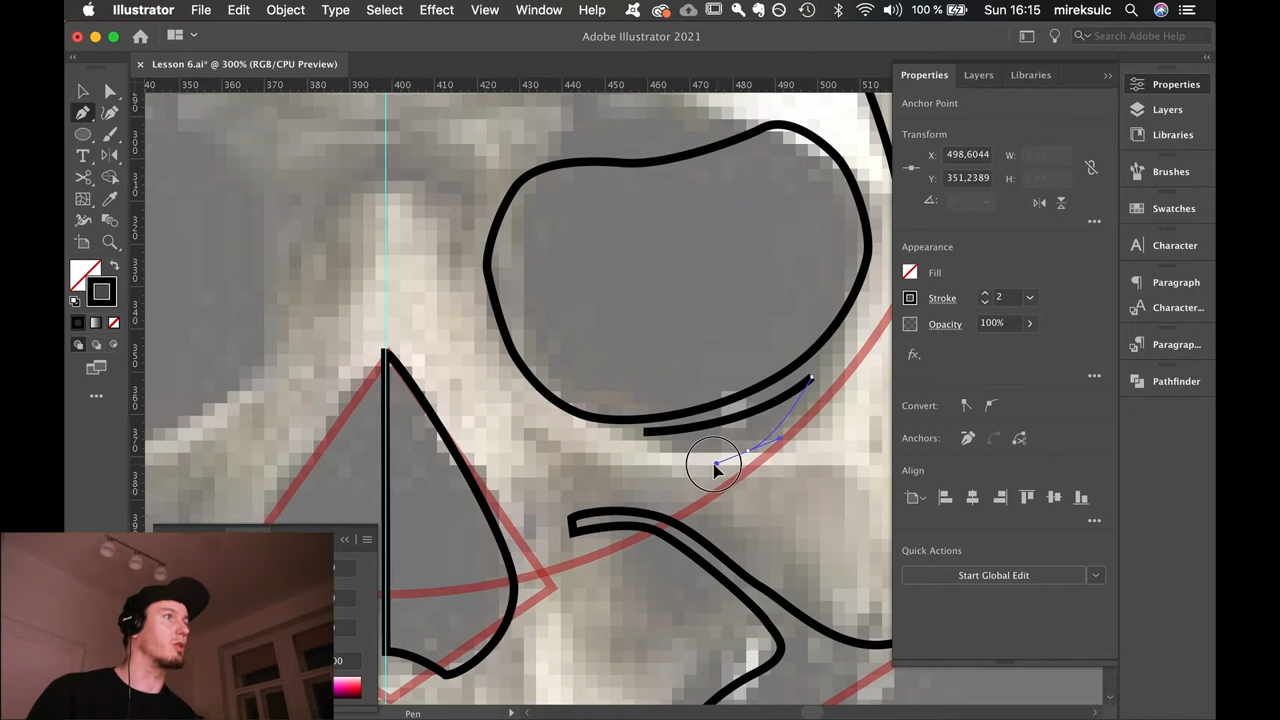 Illustrator File Edit Object Type Select Effect View Window Help 100 % Sun 16:15 mireksulc
Adobe Illustrator 2021
Search Adobe Help
Lesson 6.ai* @ 300% (RGB/CPU Preview)
40 350 360 370 380 390 400 410 420 430 440 450 460 470 480 490 500 510
Properties Layers Libraries
Anchor Point
Transform
X: 498,6044 W:
Y: 351,2389 H:
Appearance
Fill
Stroke 2
Opacity 100%
fx.
Convert:
Anchors:
Align
Quick Actions
Start Global Edit
Properties
Layers
Libraries
Brushes
Swatches
Character
Paragraph
Character...
Paragrap...
Pathfinder
00
Pen